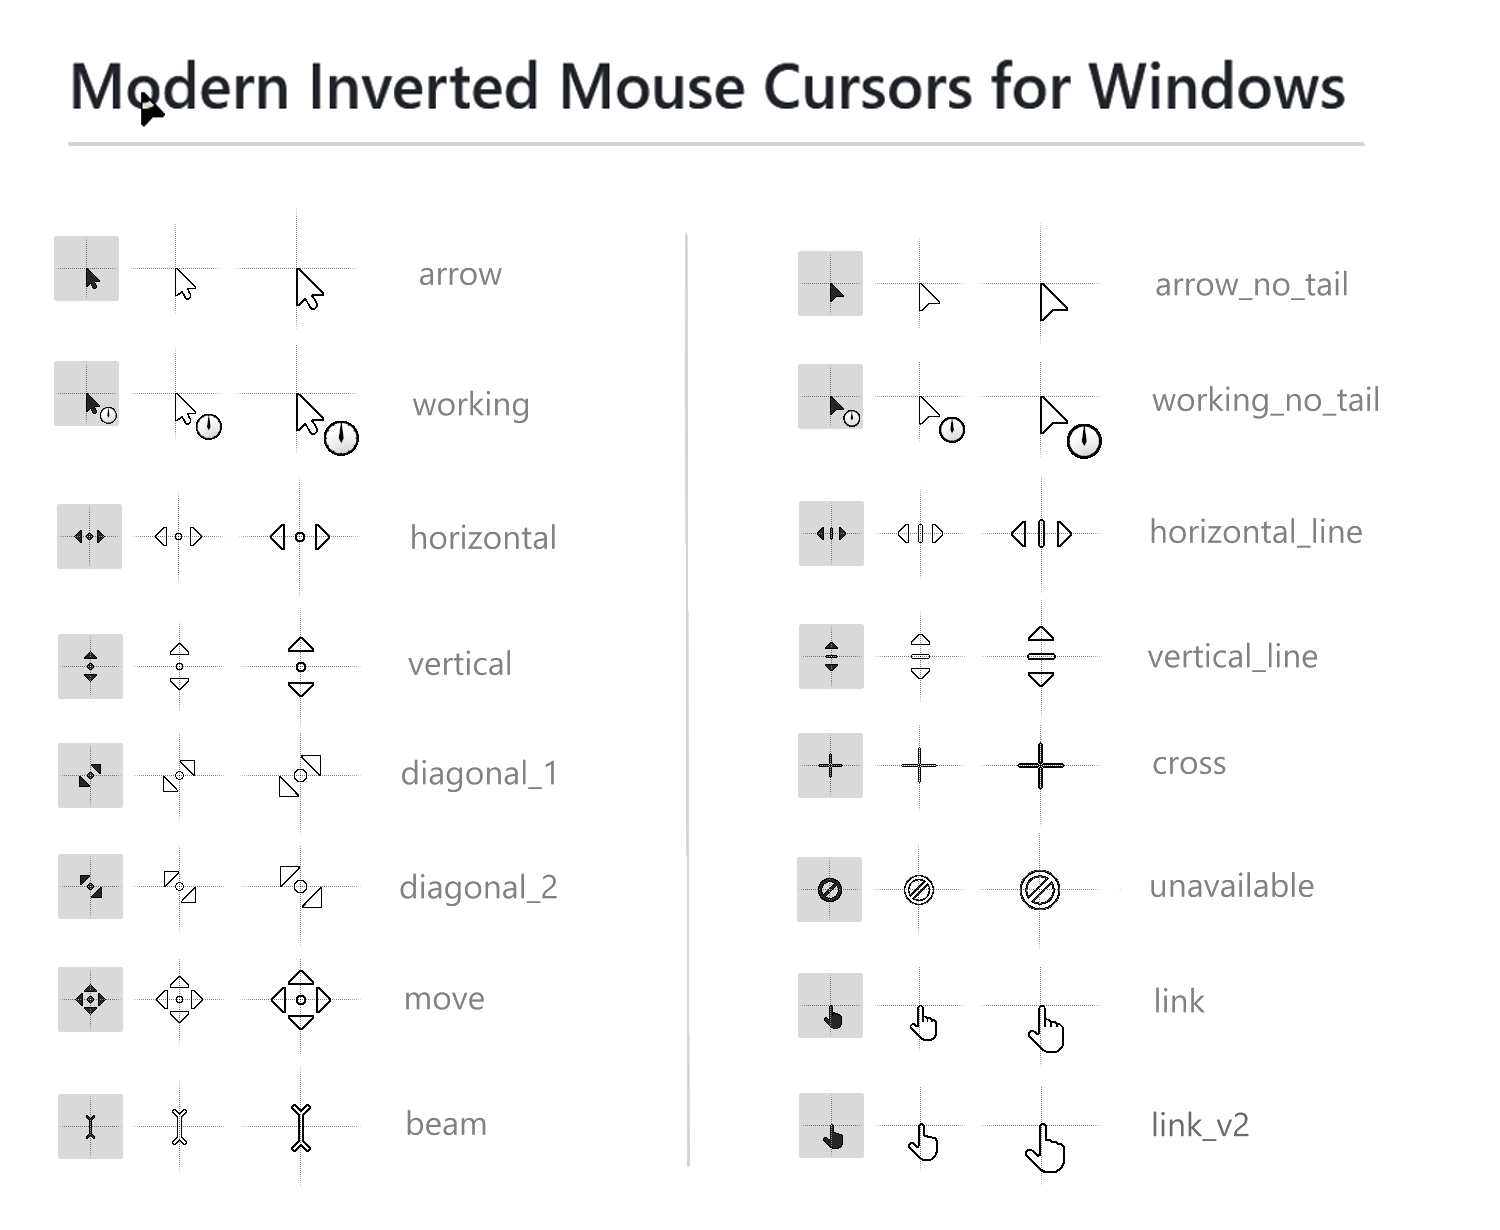 Modern Inverted Mouse Cursors for Windows
arrow
working
horizontal
vertical
diagonal_1
diagonal_2
move
beam
arrow_no_tail
working_no_tail
horizontal_line
vertical_line
cross
unavailable
link
link_v2